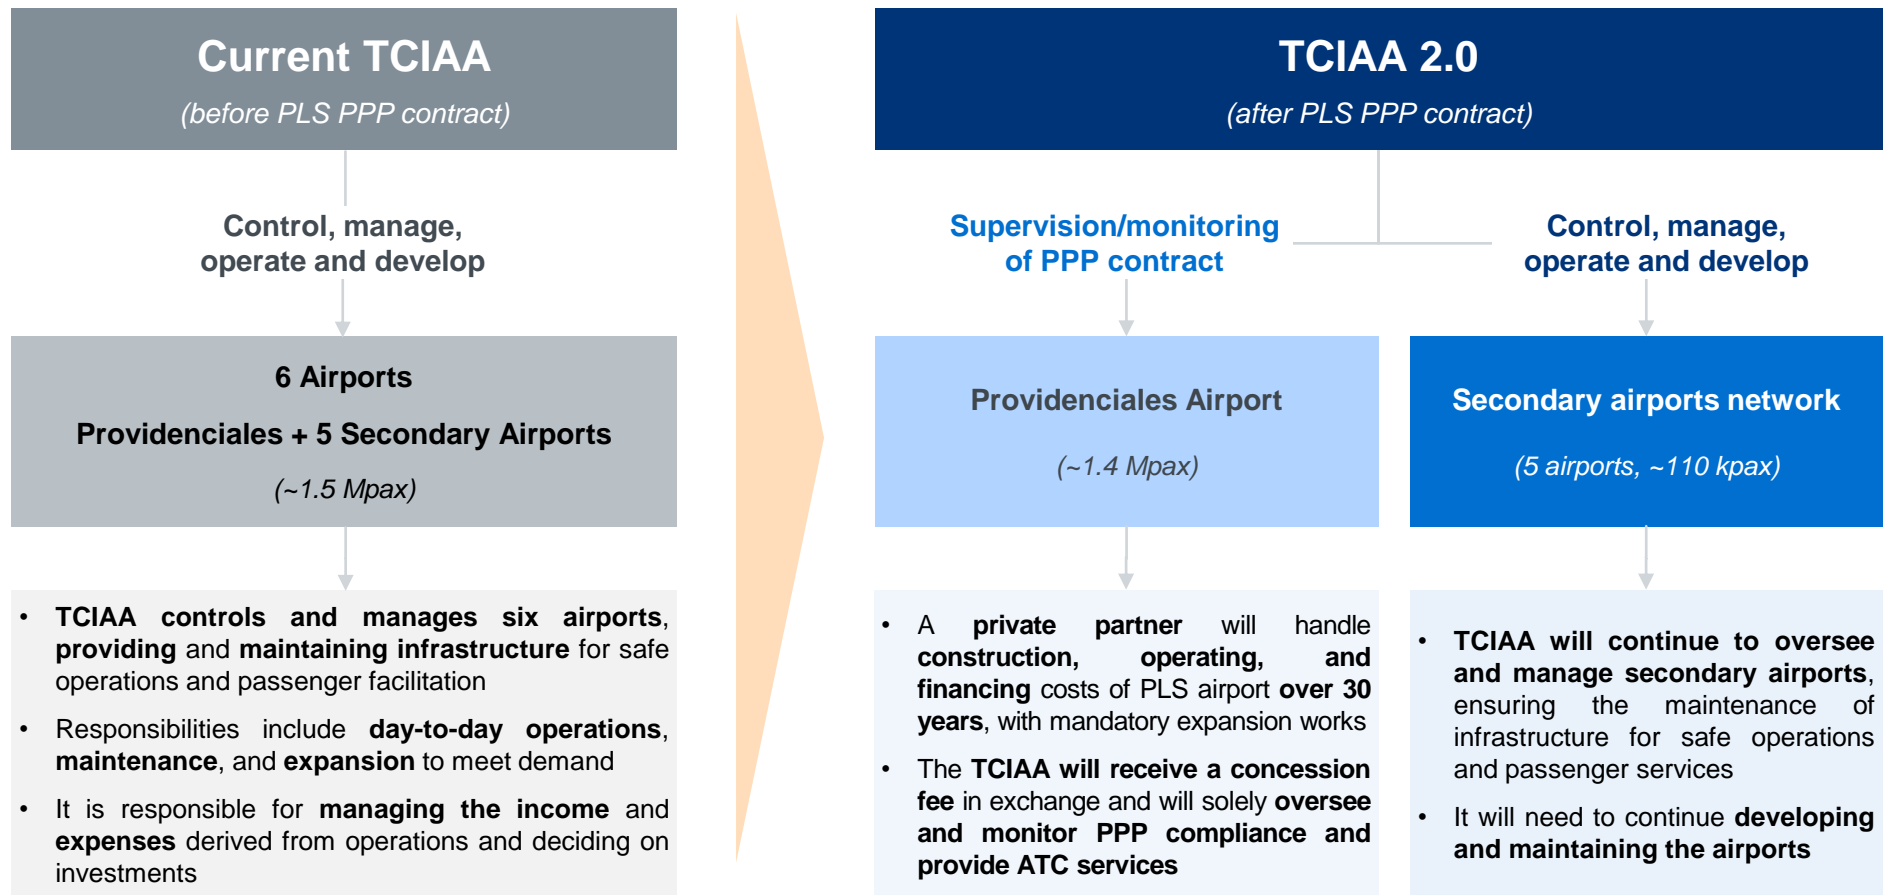 Current TCIAA
(before PLS PPP contract)
Control, manage,
operate and develop
6 Airports
Providenciales + 5 Secondary Airports
(~1.5 Mpax)
• TCIAA controls and manages six airports,
providing and maintaining infrastructure for safe
operations and passenger facilitation
• Responsibilities include day-to-day operations,
maintenance, and expansion to meet demand
• It is responsible for managing the income and
expenses derived from operations and deciding on
investments
TCIAA 2.0
(after PLS PPP contract)
Supervision/monitoring
of PPP contract
Providenciales Airport
(~1.4 Mpax)
• A private partner will handle
construction, operating, and
financing costs of PLS airport over 30
years, with mandatory expansion works
• The TCIAA will receive a concession
fee in exchange and will solely oversee
and monitor PPP compliance and
provide ATC services
Control, manage,
operate and develop
Secondary airports network
(5 airports, ~110 kpax)
• TCIAA will continue to oversee
and manage secondary airports,
ensuring the maintenance of
infrastructure for safe operations
and passenger services
• It will need to continue developing
and maintaining the airports